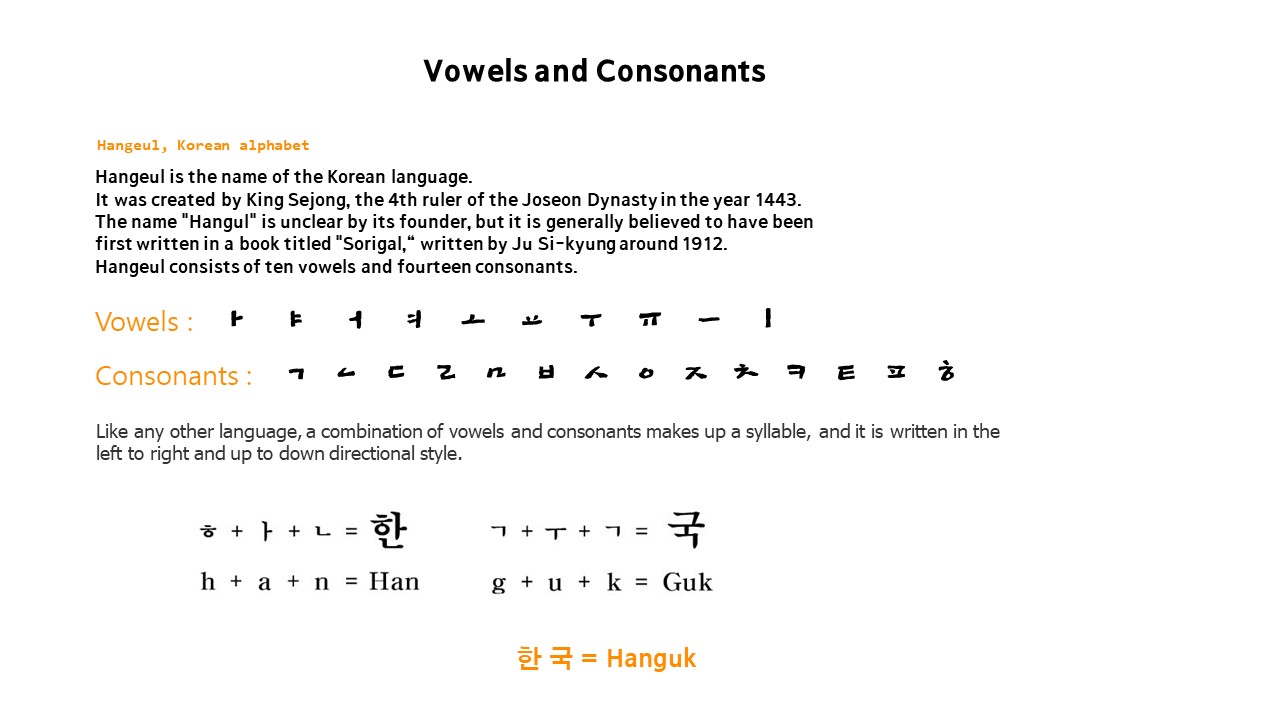 Vowels and Consonants
Hangeul, Korean alphabet
Hangeul is the name of the Korean language.
It was created by King Sejong, the 4th ruler of the Joseon Dynasty in the year 1443.
The name "Hangul" is unclear by its founder, but it is generally believed to have been
first written in a book titled "Sorigal,“ written by Ju Si-kyung around 1912.
Hangeul consists of ten vowels and fourteen consonants.
Vowels : ㅏ ㅑ ㅓ ㅕ ㅗ ㅛ ㅜ ㅠ ㅡ ㅣ
Consonants : ㄱ ㄴ ㄷ ㄹ ㅁ ㅂ ㅅ ㅇ ㅈ ㅊ ㅋ ㅌ ㅍ ㅎ
Like any other language, a combination of vowels and consonants makes up a syllable, and it is written in the
left to right and up to down directional style.
ㅎ + ㅏ + ㄴ = 한 ㄱ + ㅜ + ㄱ = 국
h + a + n = Han g + u + k = Guk
한 국 = Hanguk